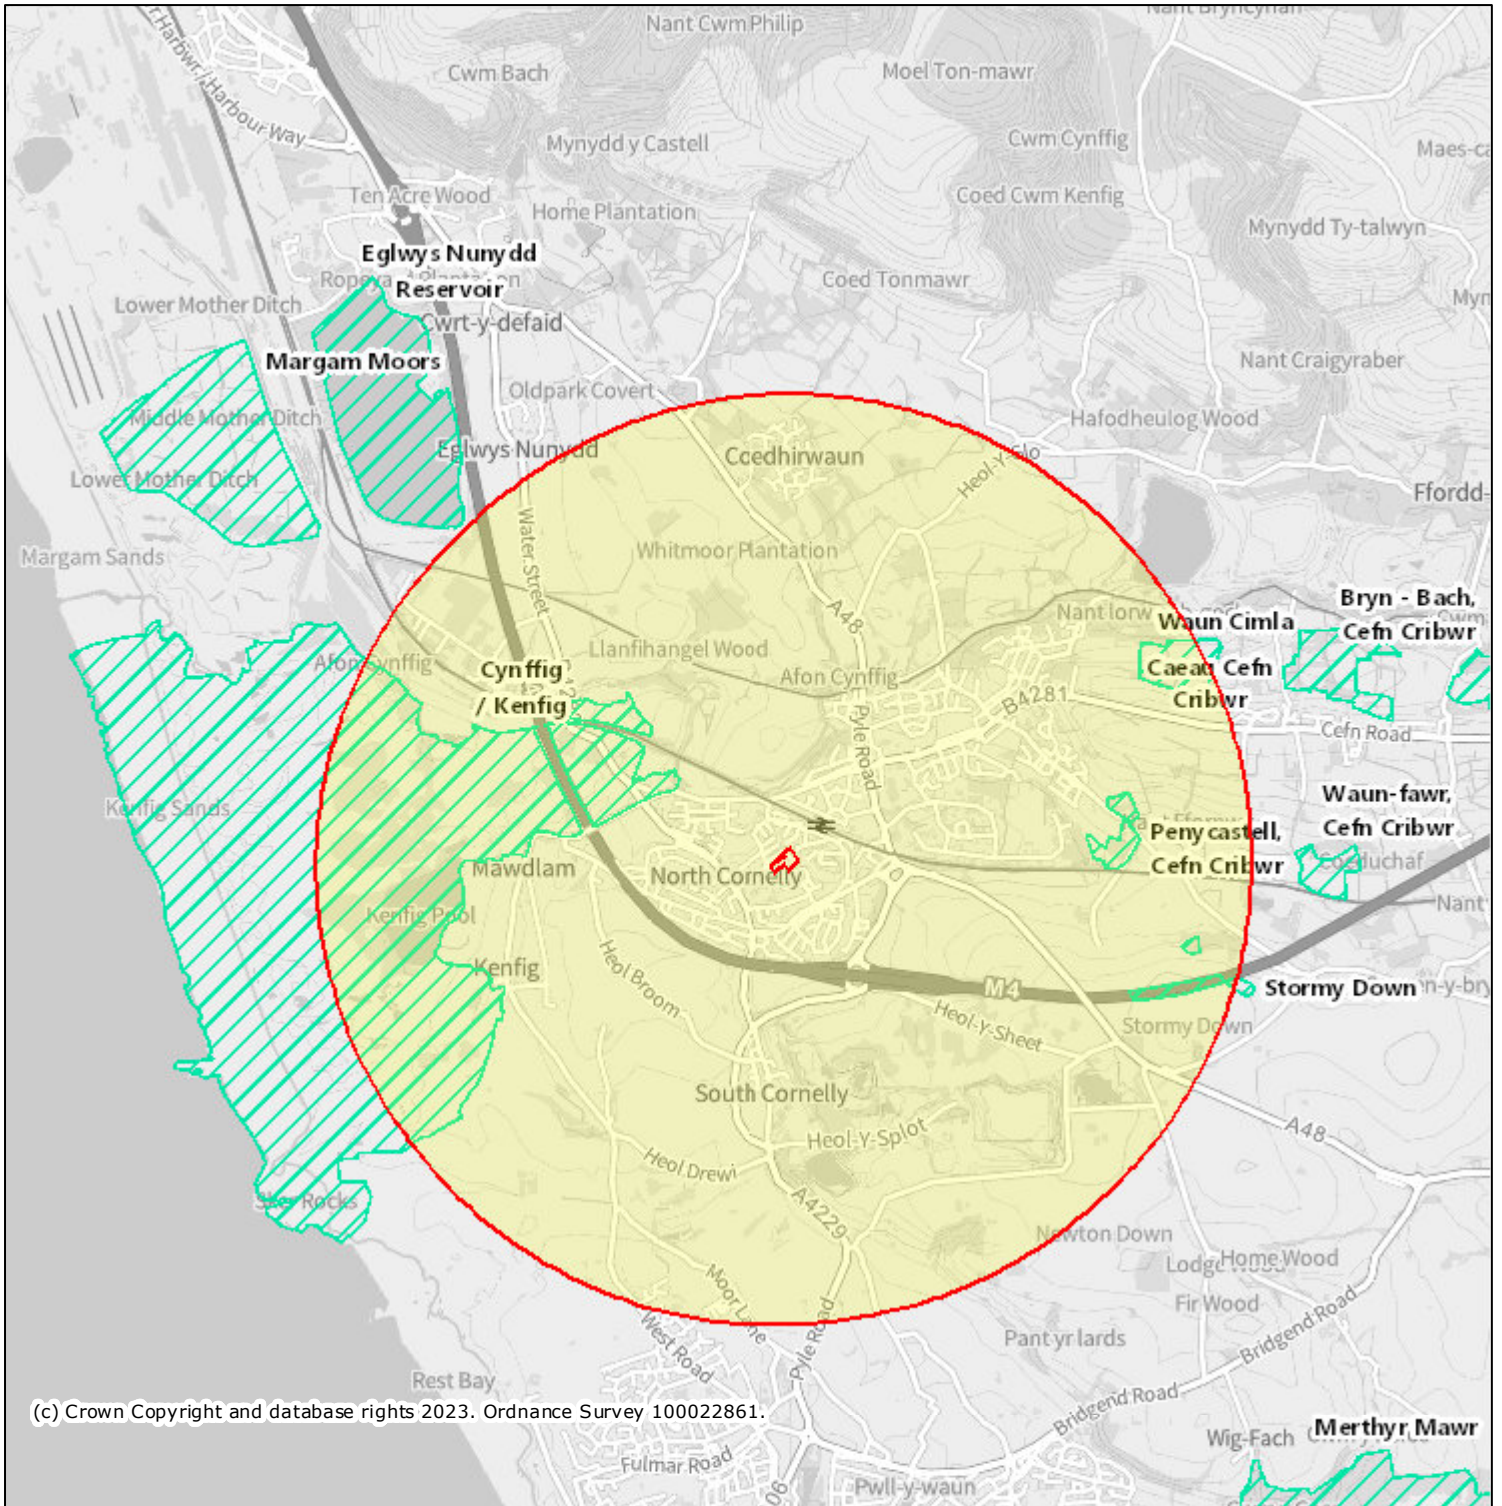 Nant Cwm Philip
Harbour Way
Cwm Bach
Moel Ton-mawr
Mynydd y Castell
Cwm Cynffig
Ten Acre Wood
Home Plantation
Coed Cwm Kenfig
Mynydd Ty-talwyn
Eglwys Nunydd
Reservoir
Coed Tonmawr
Lower Mother Ditch
Cwrt-y-defaid
Margam Moors
Nant Craigyraber
Oldpark Covert
Middle Mother Ditch
Hafodheulog Wood
Eglwys Nunydd
Lower Mother Ditch
Ffordd-
Margam Sands
Water Street
Whitmoor Plantation
A48
Waun Cimla
Bryn - Bach,
Cefn Cribwr
Llanfihangel Wood
Afon Cynffig
Cynffig
/ Kenfig
Afon Cynffig
Caeau Cefn
Cribwr
B4281
Pyle Road
Cefn Road
Kenfig Sands
Waun-fawr,
Cefn Cribwr
Penycastell,
Cefn Cribwr
Mawdlam
North Cornelly
Kenfig Pool
Nant
Kenfig
Heol Broom
M4
Stormy Down
Heol-Y-Sheet
Stormy Down
South Cornelly
Heol-Y-Splot
A48
Heol Drewi
Sker Rocks
A4229
Newton Down
Home Wood
Fir Wood
Moor Lane
West Road
Pyle Road
Pant yr lards
Bridgend Road
Rest Bay
Bridgend Road
(c) Crown Copyright and database rights 2023. Ordnance Survey 100022861.
Merthyr Mawr
Wig-Fach
Fulmar Road
Pwll-y-waun